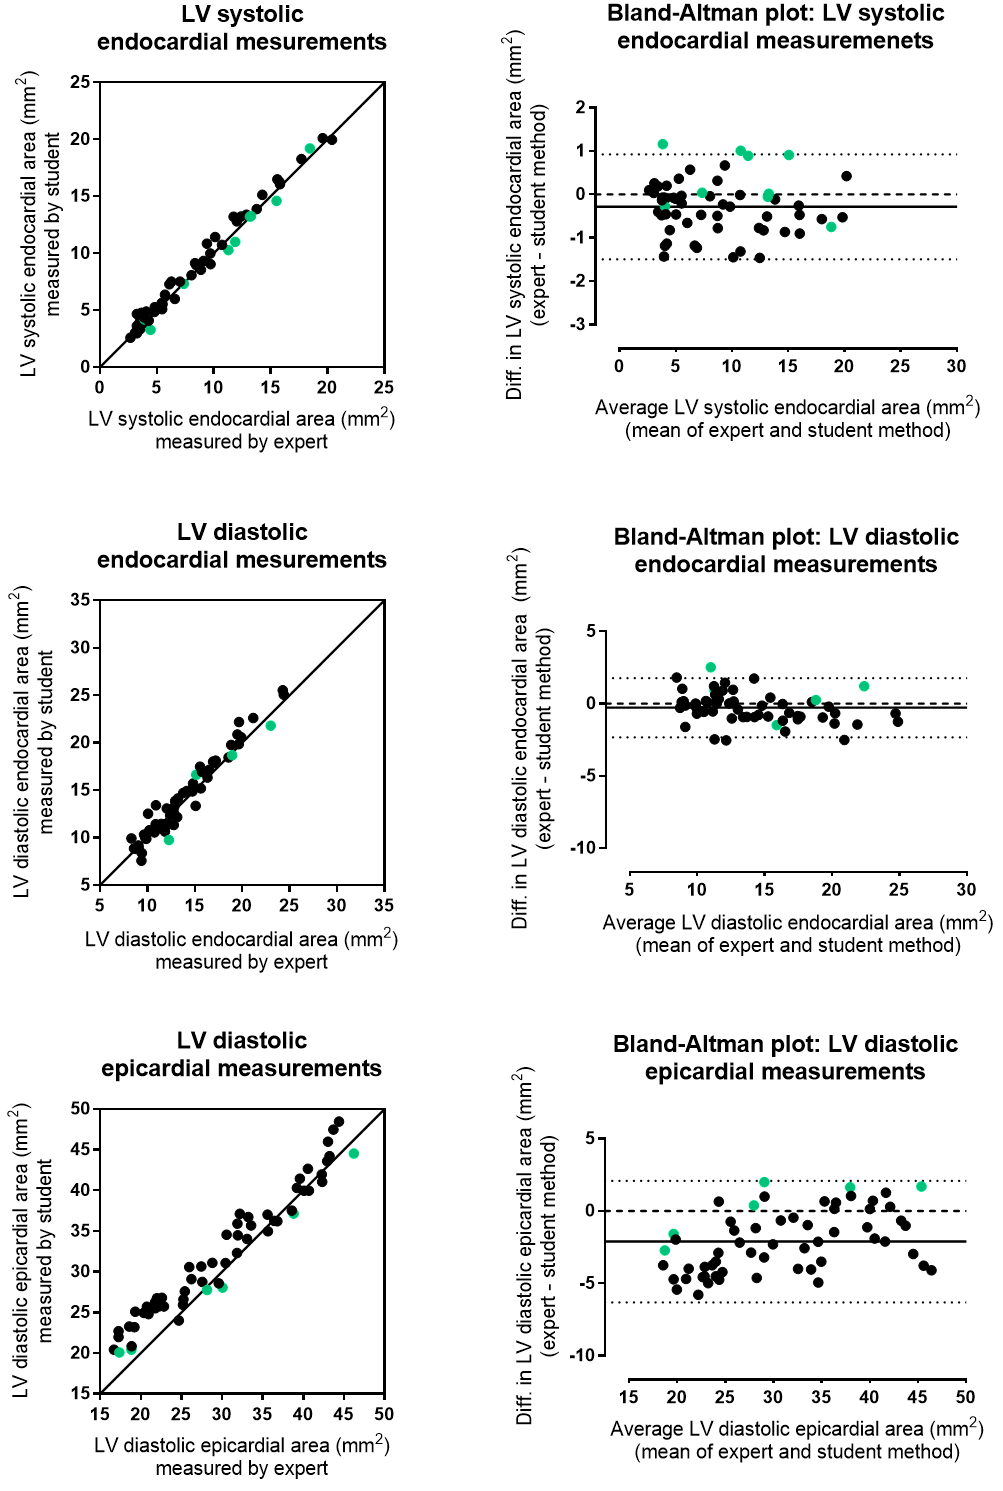 LV systolic
endocardial mesurements
LV systolic endocardial area (mm2)
measured by student
25
20
15
10
5
0
0 5 10 15 20 25
LV systolic endocardial area (mm2)
measured by expert
Bland-Altman plot: LV systolic
endocardial measuremenets
Diff. in LV systolic endocardial area (mm2)
(expert - student method)
2
1
0
-1
-2
-3
0 5 10 15 20 25 30
Average LV systolic endocardial area (mm2)
(mean of expert and student method)
LV diastolic
endocardial mesurements
LV diastolic endocardial area (mm2)
measured by student
35
30
25
20
15
10
5
5 10 15 20 25 30 35
LV diastolic endocardial area (mm2)
measured by expert
Bland-Altman plot: LV diastolic
endocardial measurements
Diff. in LV diastolic endocardial area (mm2)
(expert - student method)
5
0
-5
-10
5 10 15 20 25 30
Average LV diastolic endocardial area (mm2)
(mean of expert and student method)
LV diastolic
epicardial measurements
LV diastolic epicardial area (mm2)
measured by student
50
45
40
35
30
25
20
15
15 20 25 30 35 40 45 50
LV diastolic epicardial area (mm2)
measured by expert
Bland-Altman plot: LV diastolic
epicardial measurements
Diff. in LV diastolic epicardial area (mm2)
(expert - student method)
5
0
-5
-10
15 20 25 30 35 40 45 50
Average LV diastolic epicardial area (mm2)
(mean of expert and student method)